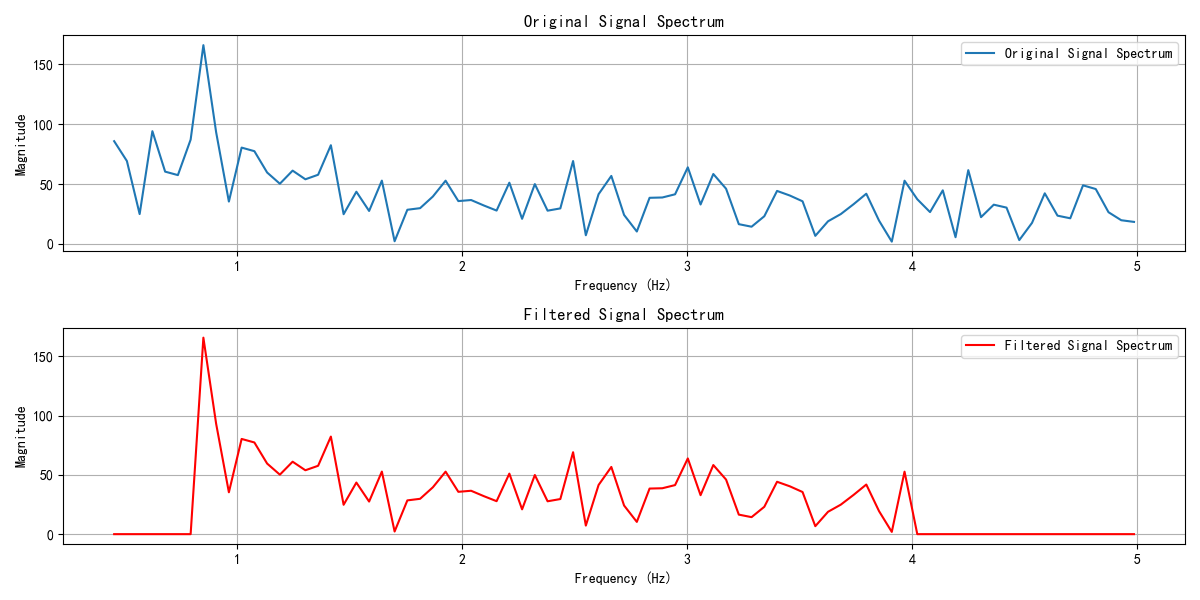 Original Signal Spectrum
Original Signal Spectrum
Magnitude
150
100
50
0
1 2 3 4 5
Frequency (Hz)
Filtered Signal Spectrum
Filtered Signal Spectrum
Magnitude
150
100
50
0
1 2 3 4 5
Frequency (Hz)